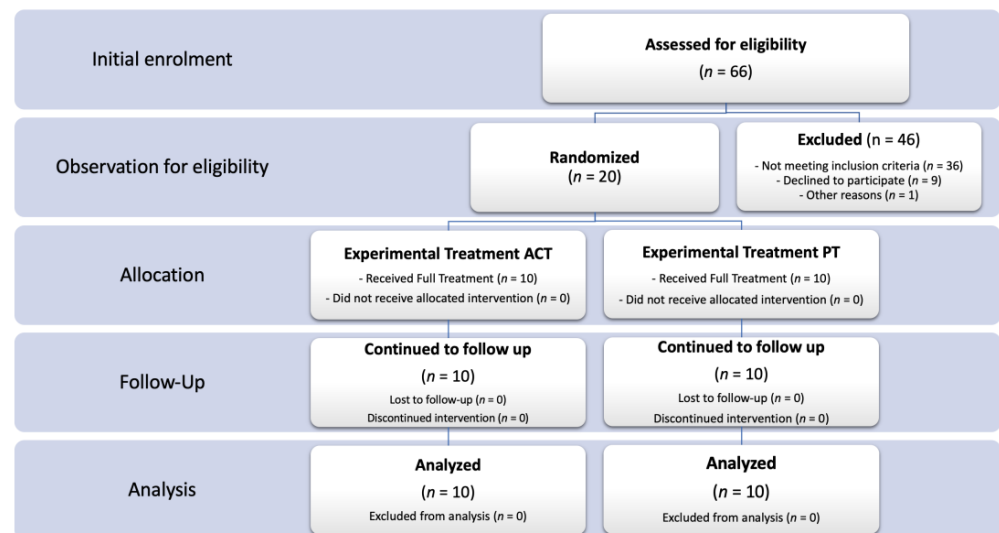 Initial enrolment
Assessed for eligibility
(n = 66)
Observation for eligibility
Randomized
(n = 20)
Excluded (n = 46)
- Not meeting inclusion criteria (n = 36)
- Declined to participate (n = 9)
- Other reasons (n = 1)
Allocation
Experimental Treatment ACT
- Received Full Treatment (n = 10)
- Did not receive allocated intervention (n = 0)
Experimental Treatment PT
- Received Full Treatment (n = 10)
- Did not receive allocated intervention (n = 0)
Follow-Up
Continued to follow up
(n = 10)
Lost to follow-up (n = 0)
Discontinued intervention (n = 0)
Continued to follow up
(n = 10)
Lost to follow-up (n = 0)
Discontinued intervention (n = 0)
Analysis
Analyzed
(n = 10)
Excluded from analysis (n = 0)
Analyzed
(n = 10)
Excluded from analysis (n = 0)